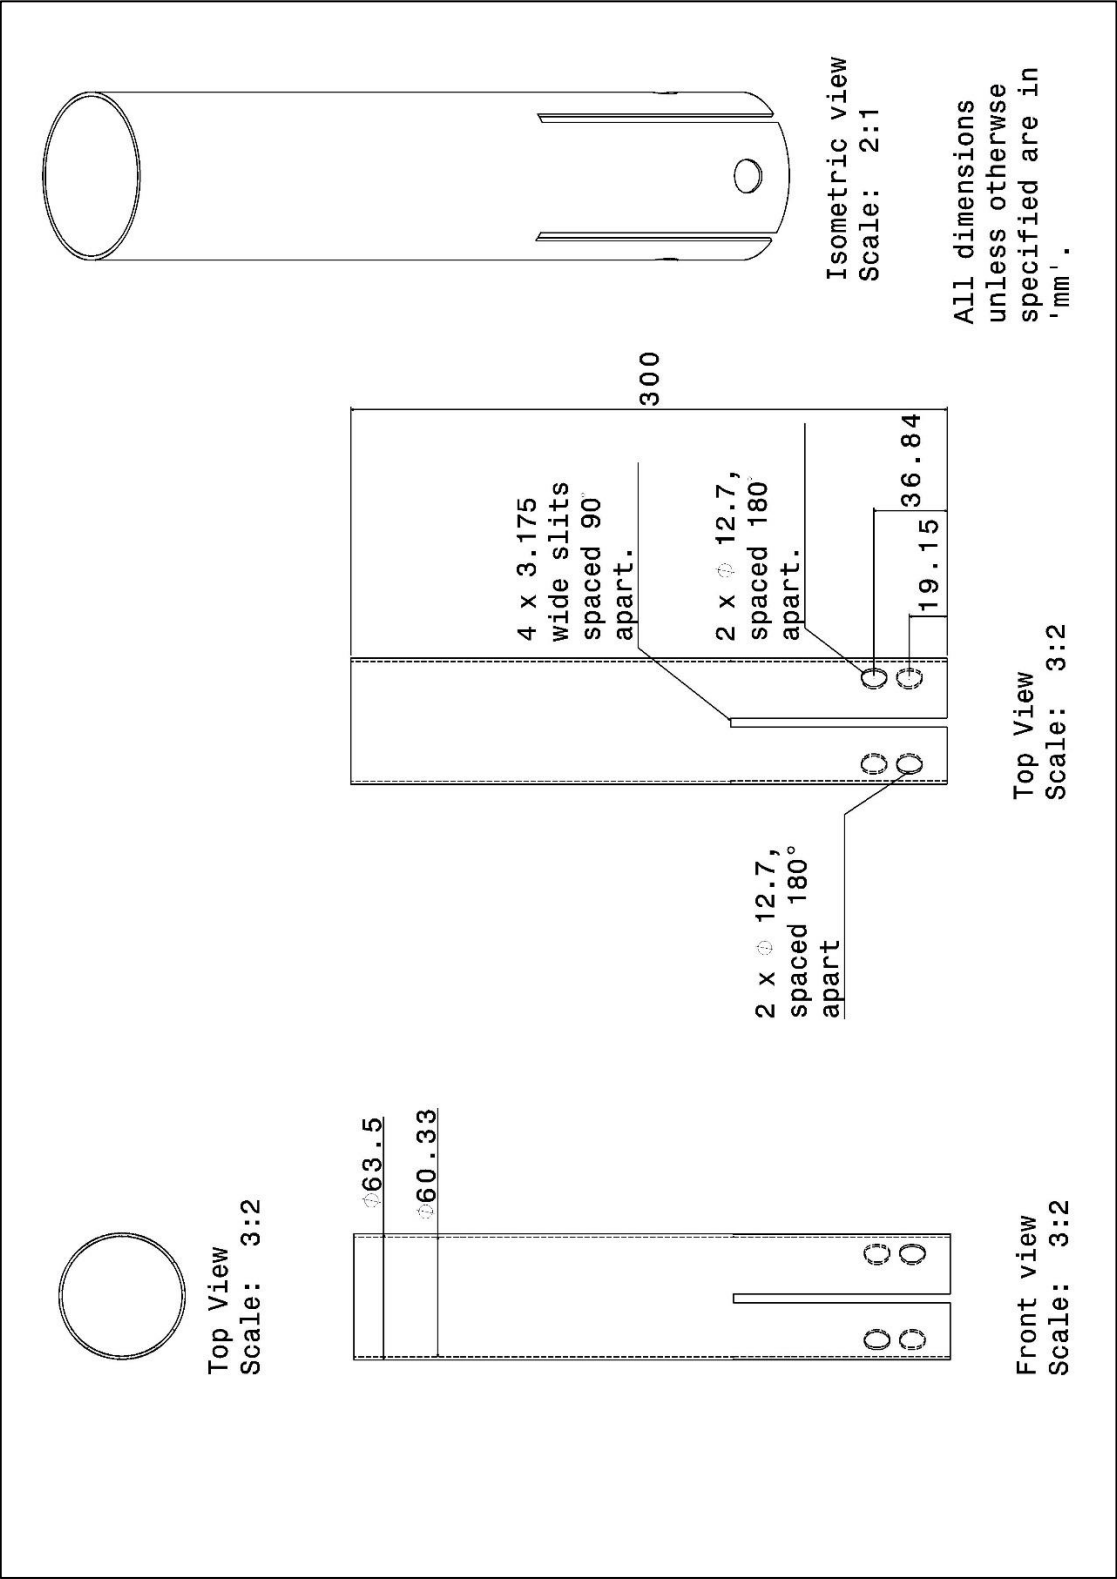 Top View
Scale: 3:2
⌀63.5
⌀60.33
Front view
Scale: 3:2
2 x ⌀ 12.7,
spaced 180°
apart
4 x 3.175
wide slits
spaced 90°
apart.
2 x ⌀ 12.7,
spaced 180°
apart.
300
36.84
19.15
Top View
Scale: 3:2
Isometric view
Scale: 2:1
All dimensions
unless otherwse
specified are in
'mm'.